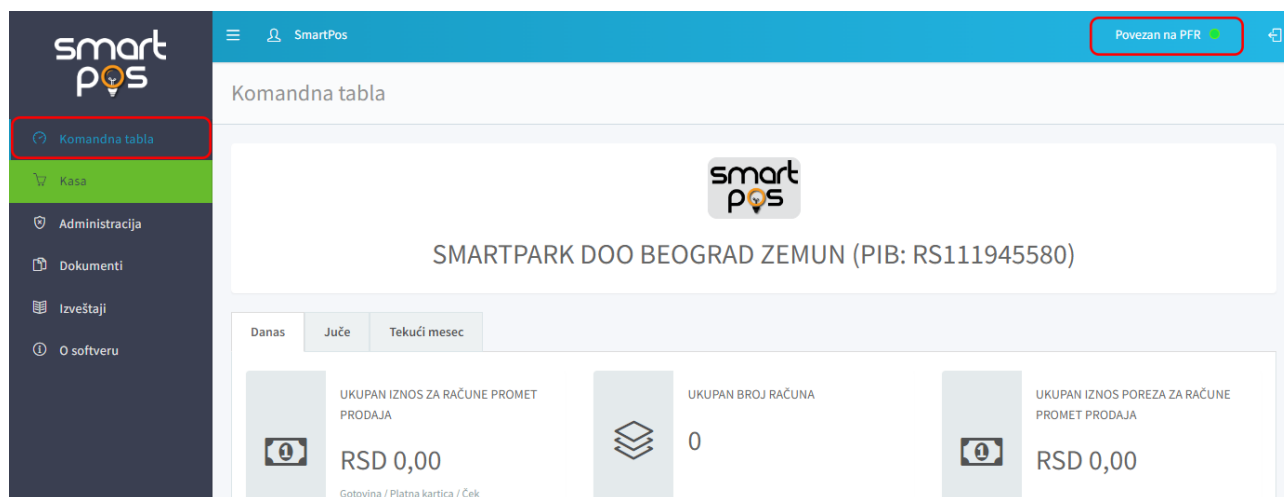 smart
pos
SmartPos
Povezan na PFR
Komandna tabla
Komandna tabla
Kasa
Administracija
Dokumenti
Izveštaji
O softveru
smart
pos
SMARTPARK DOO BEOGRAD ZEMUN (PIB: RS111945580)
Danas
Juče
Tekući mesec
UKUPAN IZNOS ZA RAČUNE PROMET
PRODAJA
RSD 0,00
Gotovina / Platna kartica / Ček
UKUPAN BROJ RAČUNA
0
UKUPAN IZNOS POREZA ZA RAČUNE
PROMET PRODAJA
RSD 0,00